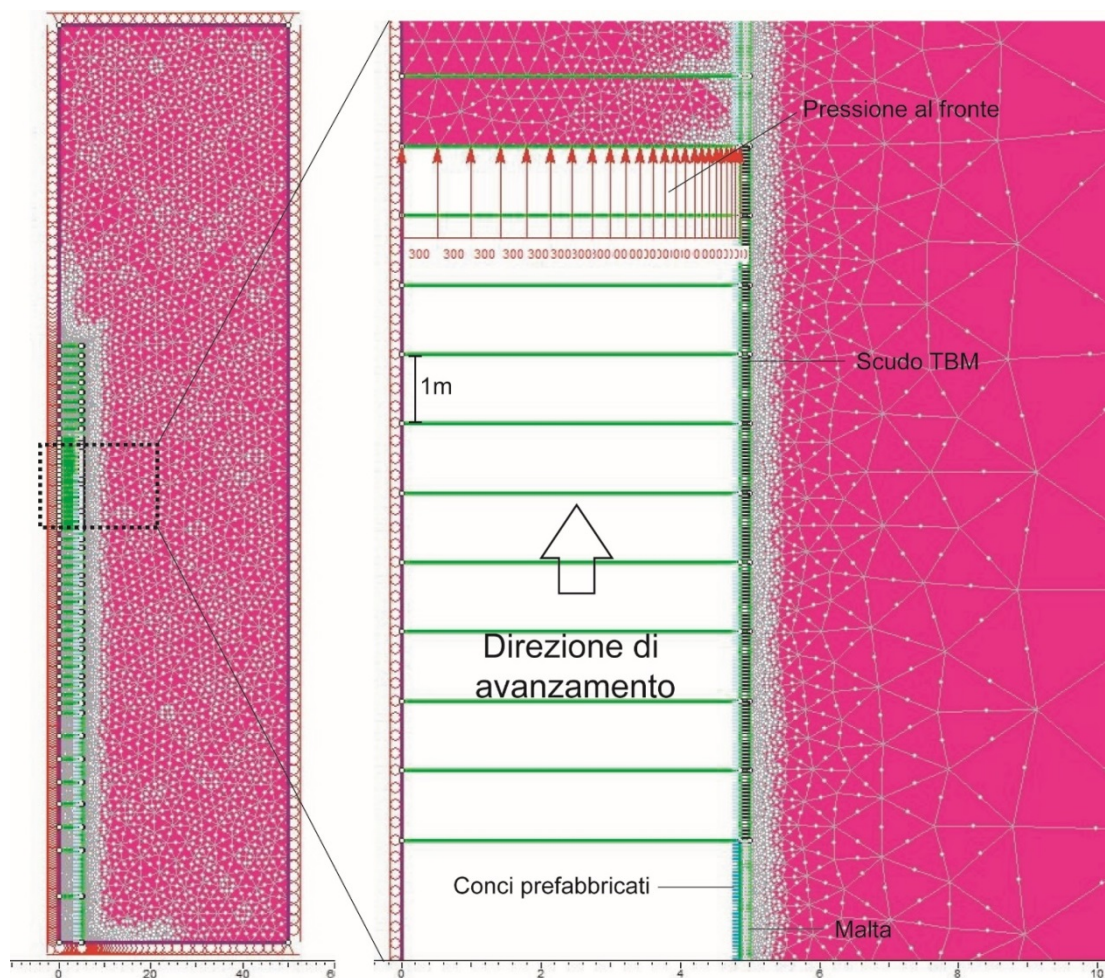 Pressione al fronte
300 300 300 300 300
Scudo TBM
1m
Direzione di
avanzamento
Conci prefabbricati
Malta
0 20 40
0 2 4 6 8